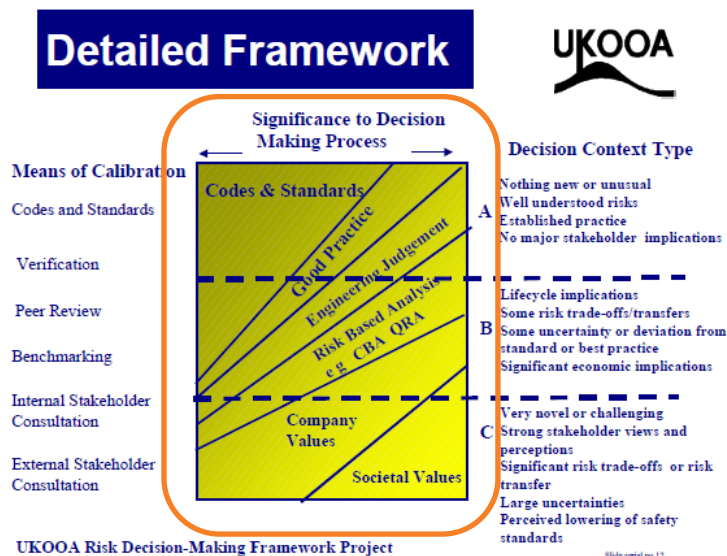 Detailed Framework
UKOOA
Significance to Decision
Making Process
Means of Calibration
Codes and Standards
Verification
Peer Review
Benchmarking
Internal Stakeholder
Consultation
External Stakeholder
Consultation
Codes & Standards
Good Practice
Engineering Judgement
Risk Based Analysis
e g CBA QRA
Company
Values
Societal Values
Decision Context Type
A
Nothing new or unusual
Well understood risks
Established practice
No major stakeholder implications
B
Lifecycle implications
Some risk trade-offs/transfers
Some uncertainty or deviation from
standard or best practice
Significant economic implications
C
Very novel or challenging
Strong stakeholder views and
perceptions
Significant risk trade-offs or risk
transfer
Large uncertainties
Perceived lowering of safety
standards
UKOOA Risk Decision-Making Framework Project